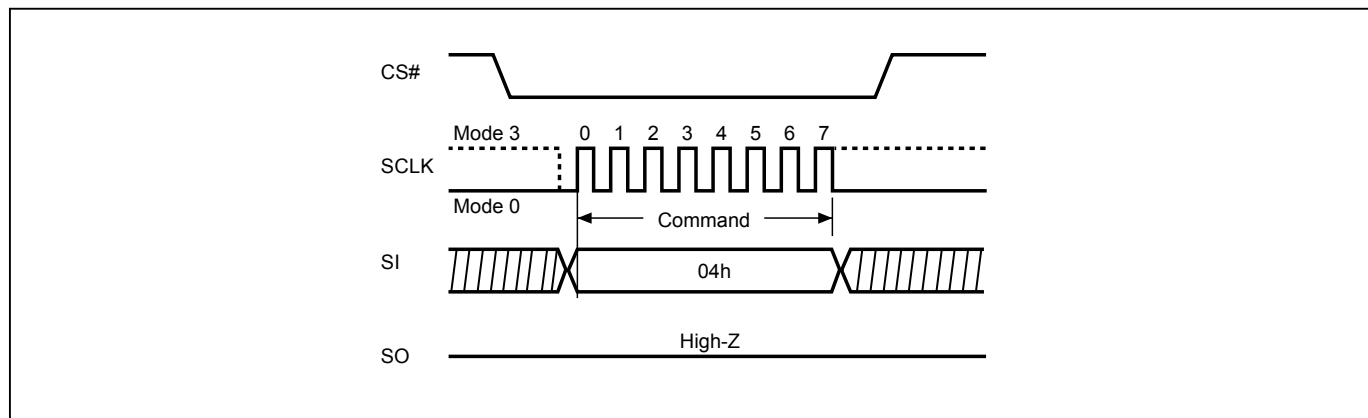 CS#
Mode 3 0 1 2 3 4 5 6 7
SCLK
Mode 0
Command
SI
04h
High-Z
SO